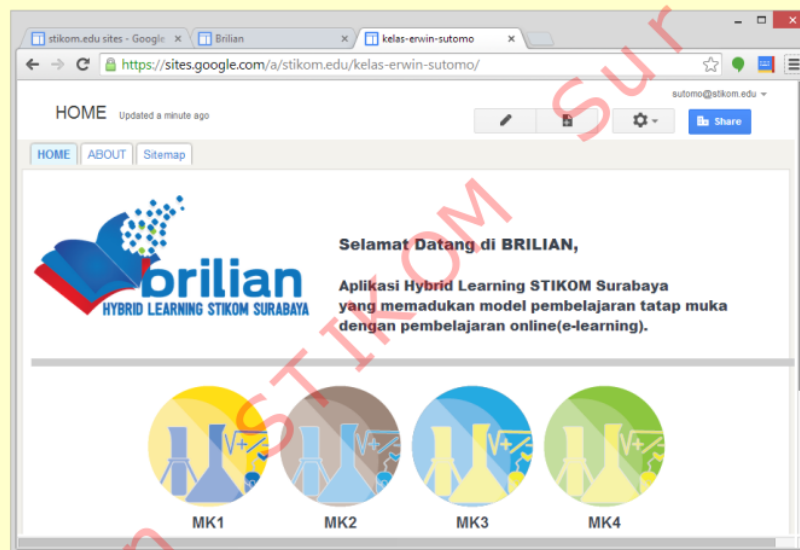 stikom.edu sites - Google
Brilian
kelas-erwin-sutomo
https://sites.google.com/a/stikom.edu/kelas-erwin-sutomo/
sutomo@stikom.edu
HOME Updated a minute ago
Share
HOME ABOUT Sitemap
brilian
HYBRID LEARNING STIKOM SURABAYA
Selamat Datang di BRILIAN,
Aplikasi Hybrid Learning STIKOM Surabaya
yang memadukan model pembelajaran tatap muka
dengan pembelajaran online(e-learning).
MK1 MK2 MK3 MK4
STIKOM Sur